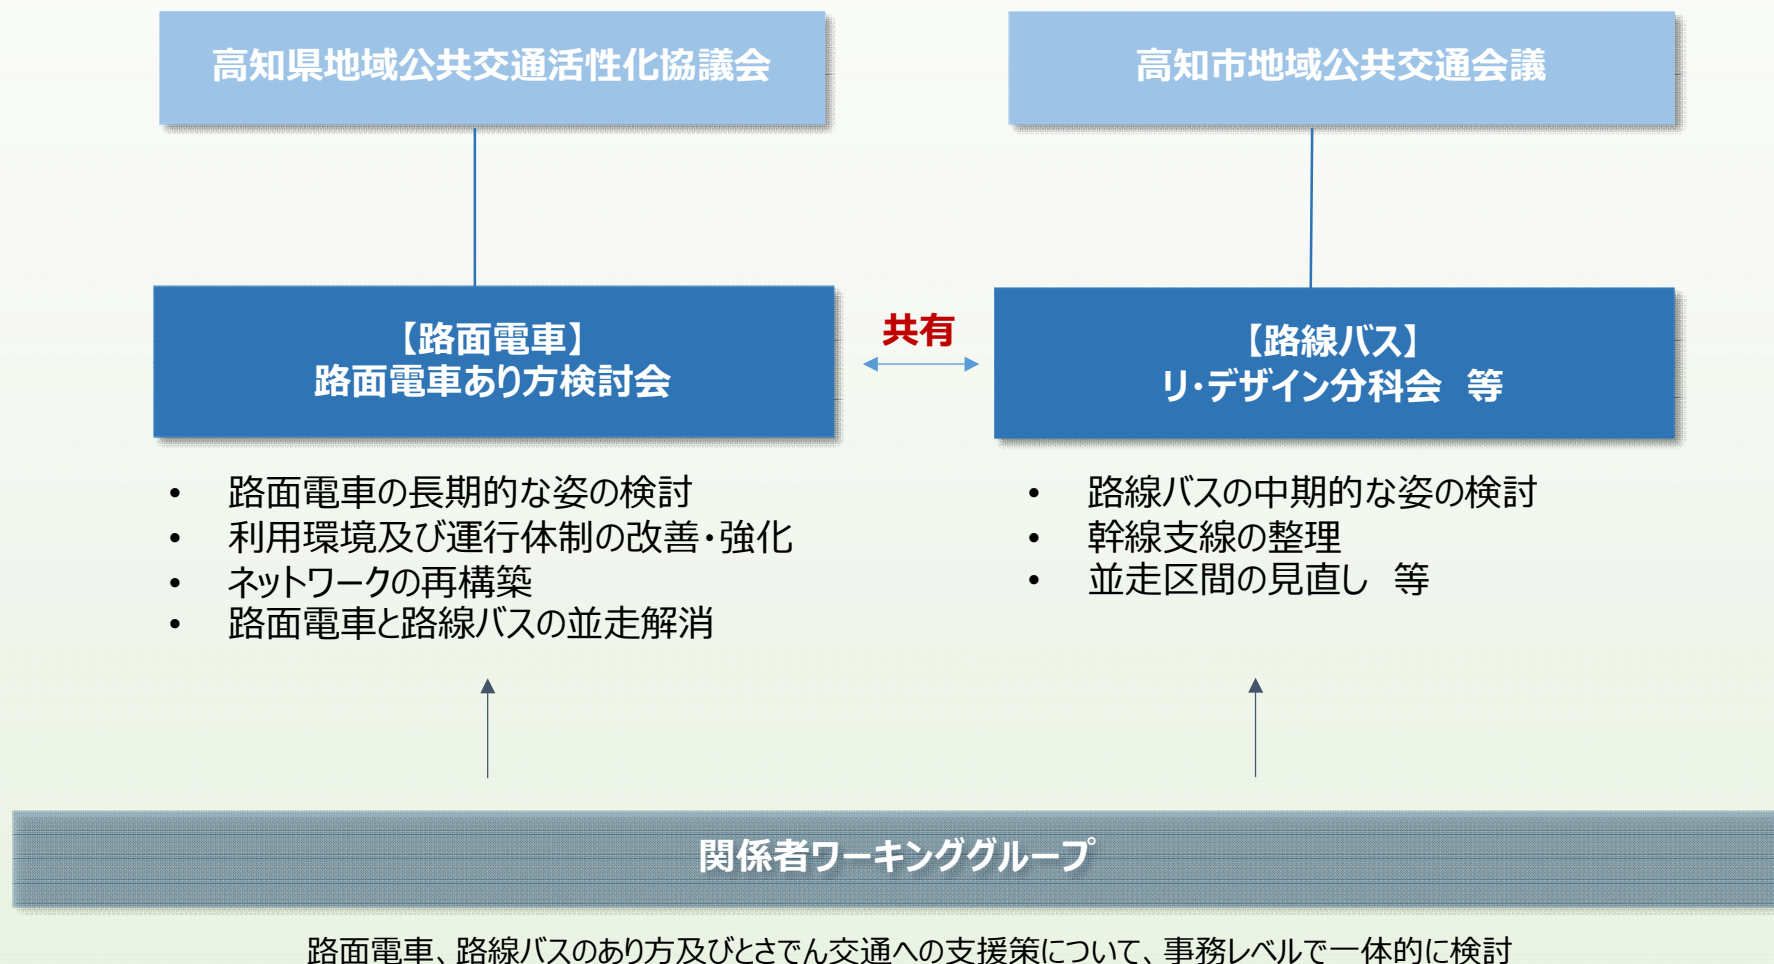 高知県地域公共交通活性化協議会
高知市地域公共交通会議
【路面電車】
路面電車あり方検討会
共有
【路線バス】
リ・デザイン分科会　等
• 路面電車の長期的な姿の検討
• 利用環境及び運行体制の改善・強化
• ネットワークの再構築
• 路面電車と路線バスの並走解消
• 路線バスの中期的な姿の検討
• 幹線支線の整理
• 並走区間の見直し　等
関係者ワーキンググループ
路面電車、路線バスのあり方及びとさでん交通への支援策について、事務レベルで一体的に検討